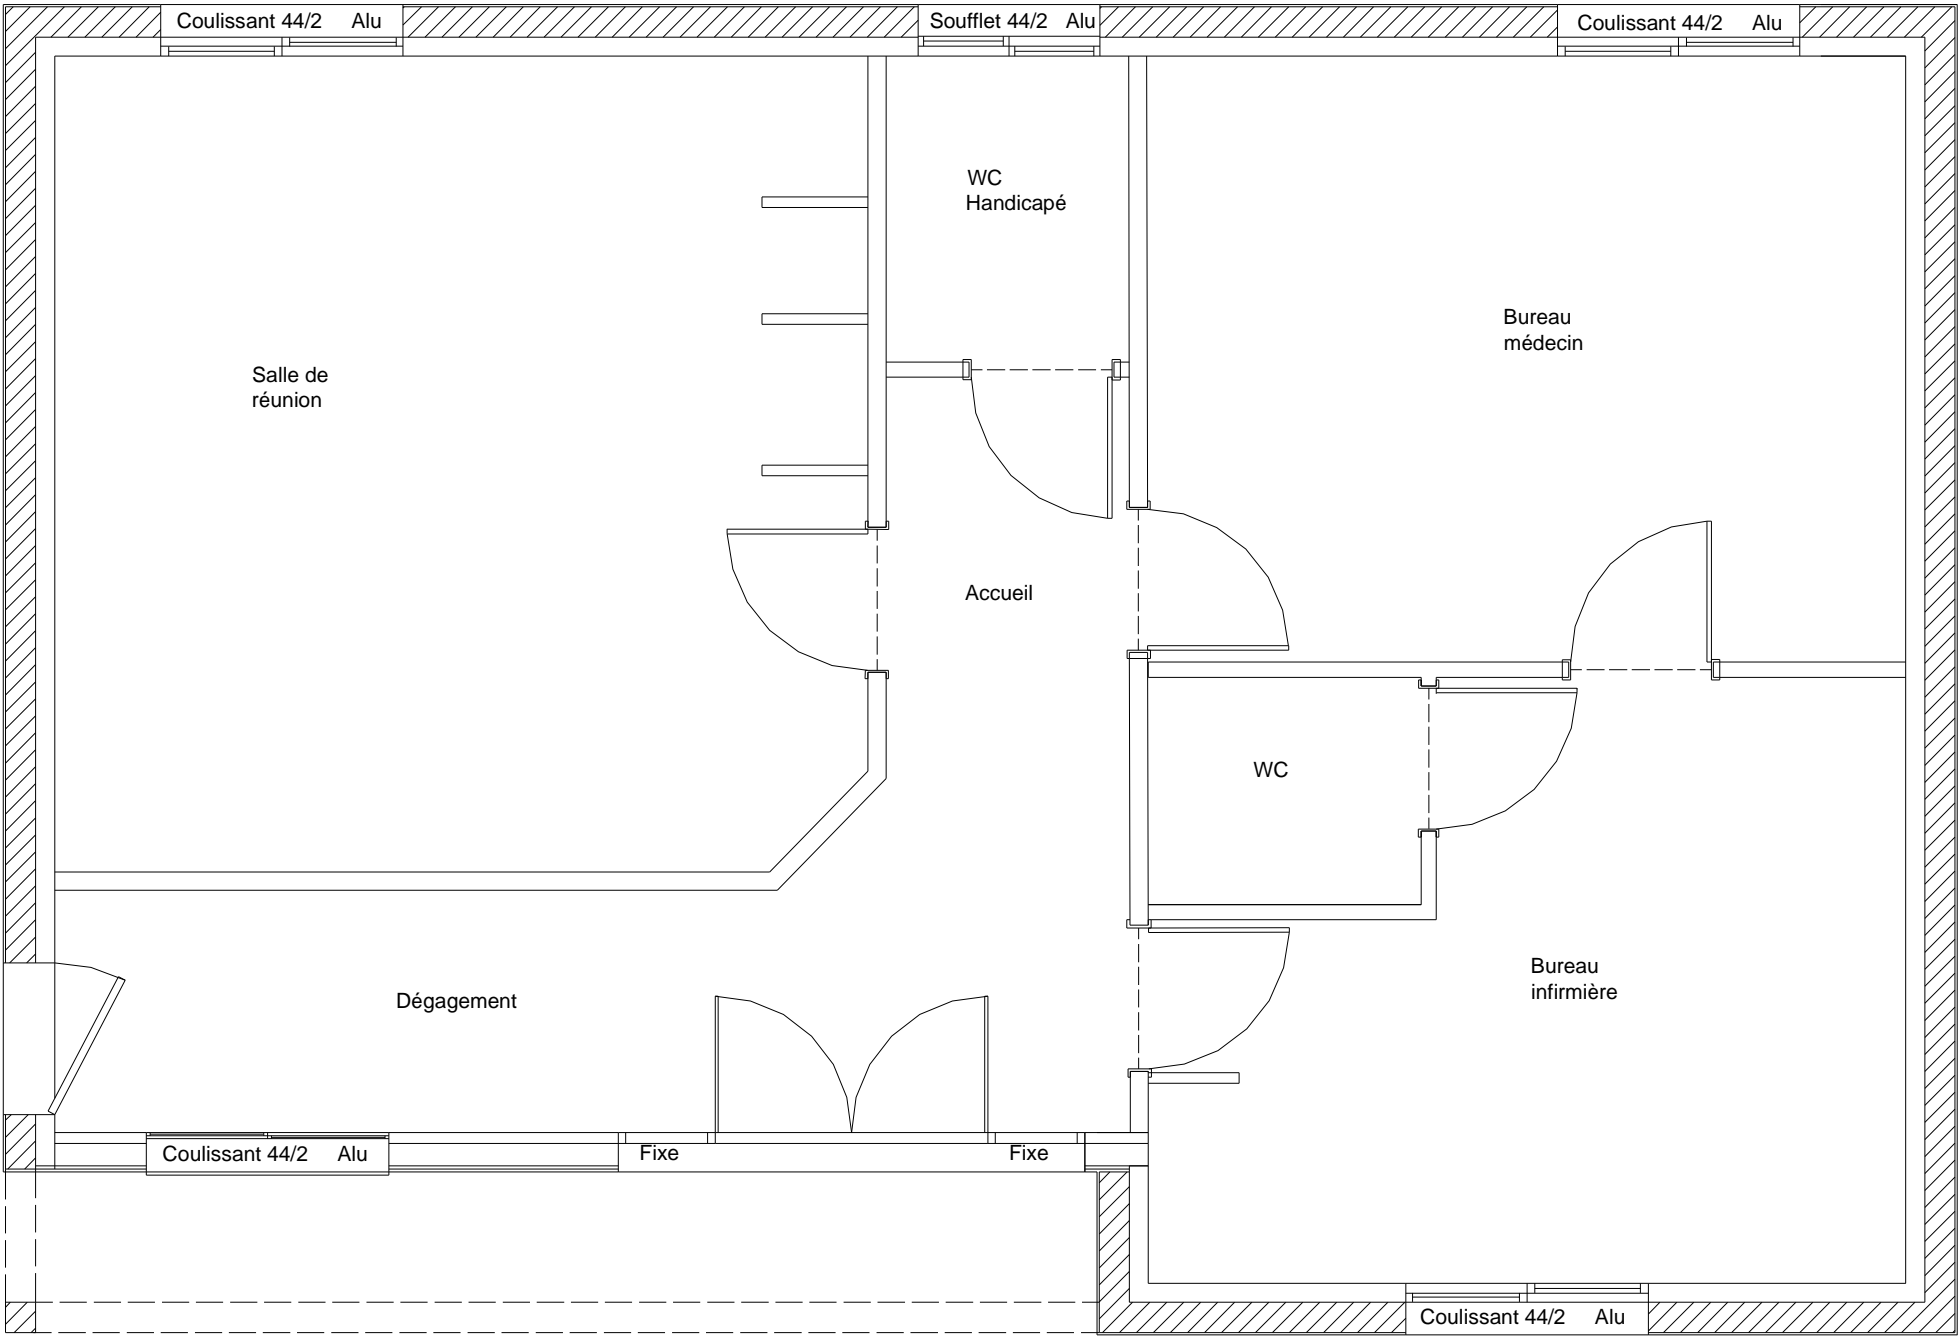 Coulissant 44/2 Alu
Soufflet 44/2 Alu
Coulissant 44/2 Alu
WC
Handicapé
Bureau
médecin
Salle de
réunion
Accueil
WC
Bureau
infirmière
Dégagement
Coulissant 44/2 Alu
Fixe
Fixe
Coulissant 44/2 Alu